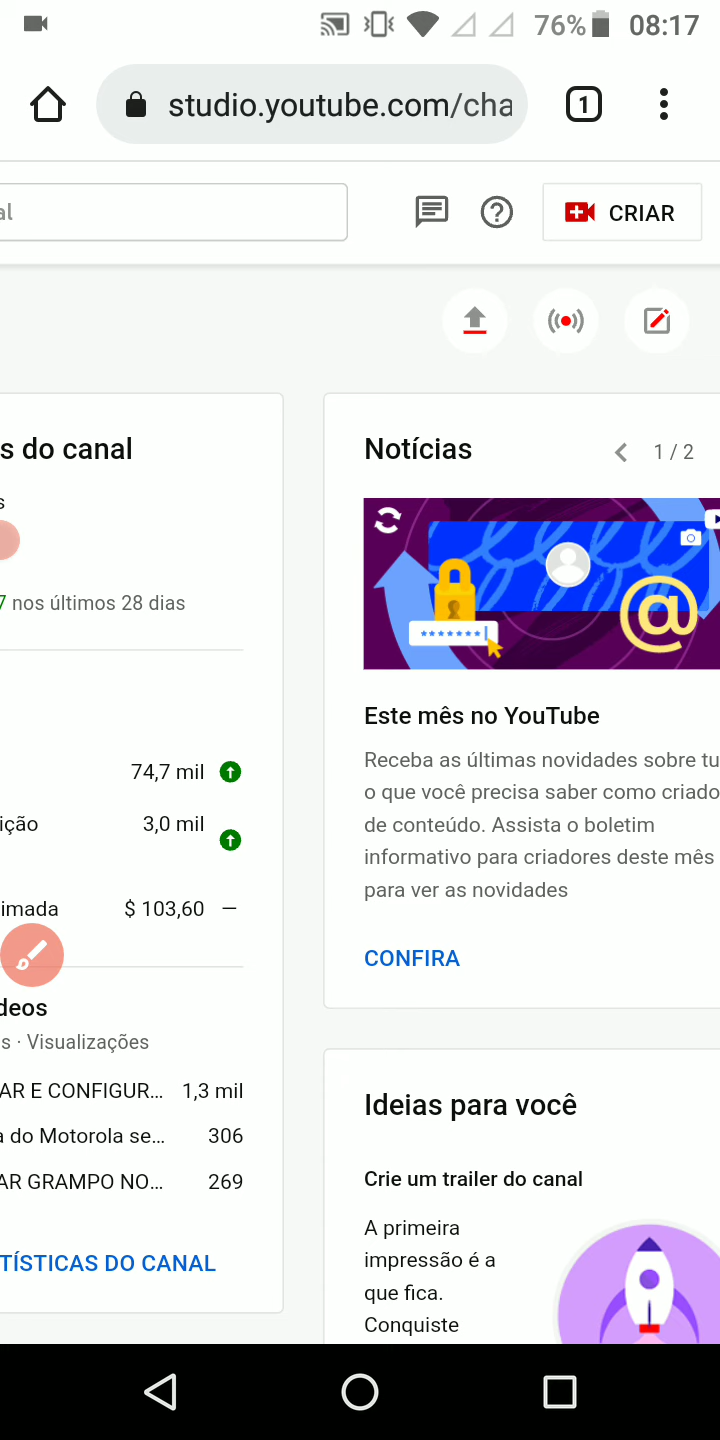 76% 08:17
studio.youtube.com/cha
1
al
CRIAR
s do canal
s
7 nos últimos 28 dias
74,7 mil
ição 3,0 mil
imada $ 103,60 —
deos
s · Visualizações
AR E CONFIGUR... 1,3 mil
a do Motorola se... 306
AR GRAMPO NO... 269
TÍSTICAS DO CANAL
Notícias
1 / 2
*******
@
Este mês no YouTube
Receba as últimas novidades sobre tu
o que você precisa saber como criado
de conteúdo. Assista o boletim
informativo para criadores deste mês
para ver as novidades
CONFIRA
Ideias para você
Crie um trailer do canal
A primeira
impressão é a
que fica.
Conquiste